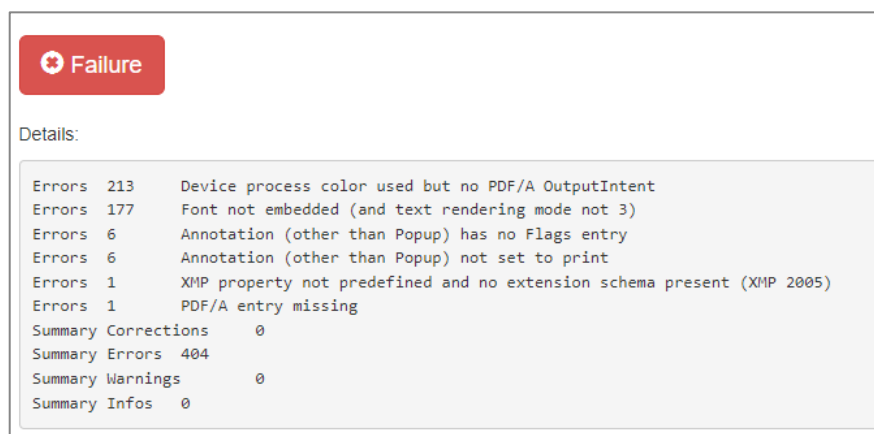 Failure
Details:
Errors 213 Device process color used but no PDF/A OutputIntent
Errors 177 Font not embedded (and text rendering mode not 3)
Errors 6 Annotation (other than Popup) has no Flags entry
Errors 6 Annotation (other than Popup) not set to print
Errors 1 XMP property not predefined and no extension schema present (XMP 2005)
Errors 1 PDF/A entry missing
Summary Corrections 0
Summary Errors 404
Summary Warnings 0
Summary Infos 0